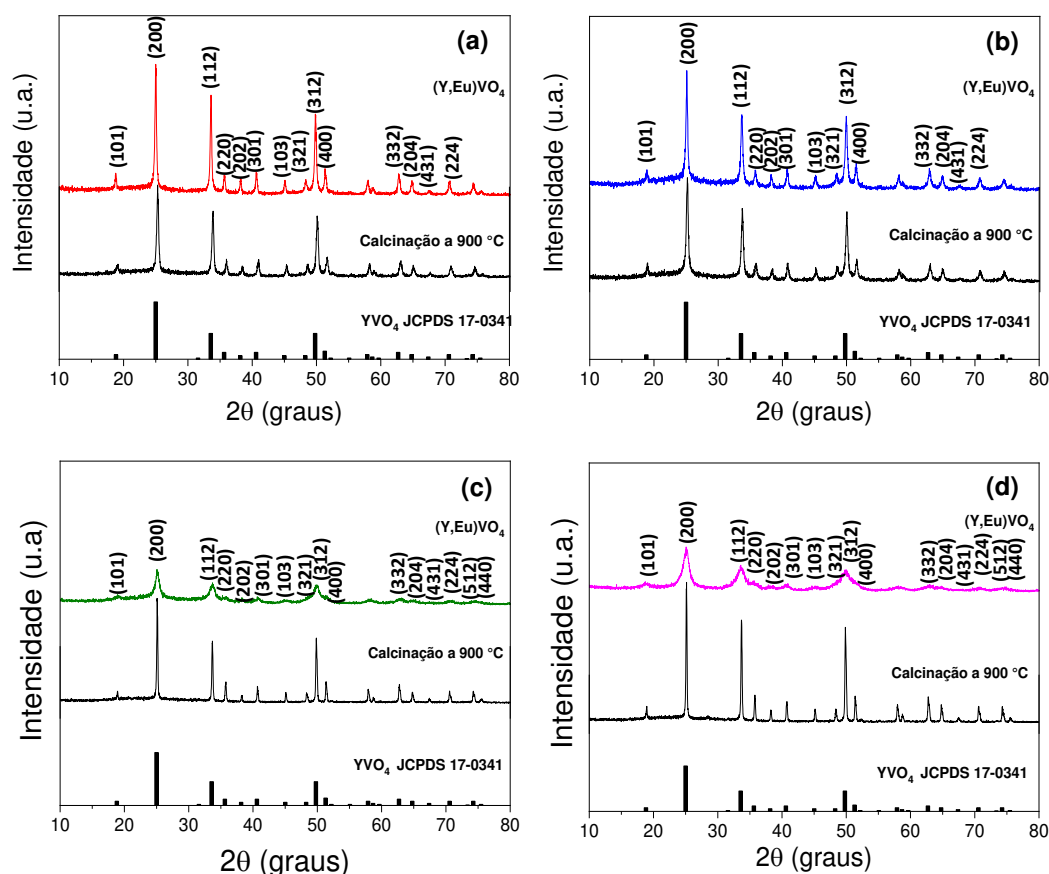 (a)
(Y,Eu)VO4
(101)
(200)
(112)
(220)
(202)
(301)
(103)
(321)
(312)
(400)
(332)
(204)
(431)
(224)
Calcinação a 900 °C
YVO4 JCPDS 17-0341
Intensidade (u.a.)
10 20 30 40 50 60 70 80
2θ (graus)
(b)
(Y,Eu)VO4
(101)
(200)
(112)
(220)
(202)
(301)
(103)
(321)
(312)
(400)
(332)
(204)
(431)
(224)
Calcinação a 900 °C
YVO4 JCPDS 17-0341
Intensidade (u.a.)
10 20 30 40 50 60 70 80
2θ (graus)
(c)
(Y,Eu)VO4
(101)
(200)
(112)
(220)
(202)
(301)
(103)
(321)
(312)
(400)
(332)
(204)
(431)
(224)
(512)
(440)
Calcinação a 900 °C
YVO4 JCPDS 17-0341
Intensidade (u.a)
10 20 30 40 50 60 70 80
2θ (graus)
(d)
(Y,Eu)VO4
(101)
(200)
(112)
(220)
(202)
(301)
(103)
(321)
(312)
(400)
(332)
(204)
(431)
(224)
(512)
(440)
Calcinação a 900 °C
YVO4 JCPDS 17-0341
Intensidade (u.a.)
10 20 30 40 50 60 70 80
2θ (graus)